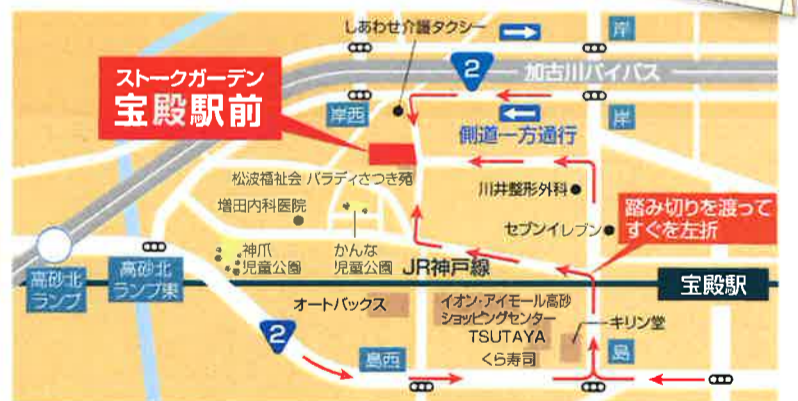 しあわせ介護タクシー
岸
ストークガーデン
宝殿駅前
2
加古川バイパス
岸西
岸
側道一方通行
松波福祉会 パラディさつき苑
川井整形外科
増田内科医院
踏み切りを渡って
すぐを左折
セブンイレブン
神爪
児童公園
かんな
児童公園
JR神戸線
高砂北
ランプ
高砂北
ランプ東
宝殿駅
オートバックス
イオン・アイモール高砂
ショッピングセンター
TSUTAYA
くら寿司
キリン堂
2
島西
島